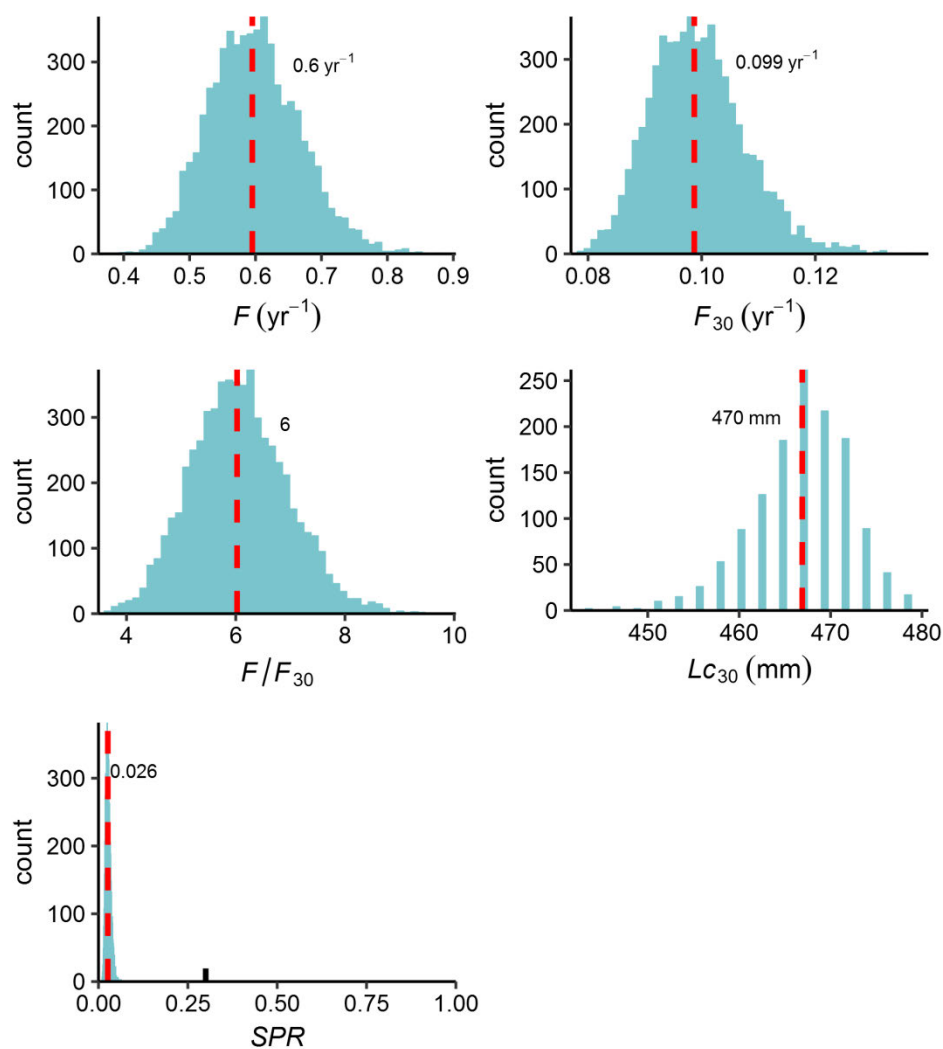 300
200
100
0
count
0.6 yr⁻¹
0.4 0.5 0.6 0.7 0.8 0.9
F (yr⁻¹)
300
200
100
0
count
0.099 yr⁻¹
0.08 0.10 0.12
F₃₀ (yr⁻¹)
300
200
100
0
count
6
4 6 8 10
F/F₃₀
250
200
150
100
50
0
count
470 mm
450 460 470 480
Lc₃₀ (mm)
300
200
100
0
count
0.026
0.00 0.25 0.50 0.75 1.00
SPR